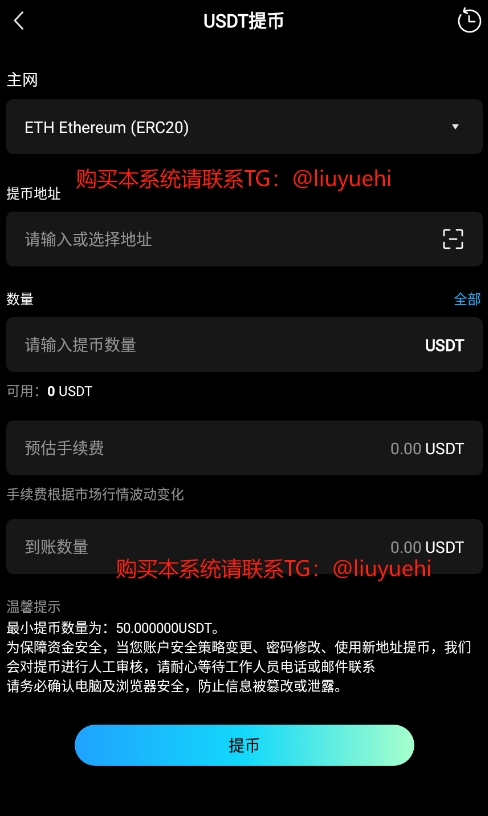 USDT提币
主网
ETH Ethereum (ERC20)
购买本系统请联系TG：@liuyuehi
提币地址
请输入或选择地址
数量
全部
请输入提币数量
USDT
可用：0 USDT
预估手续费
0.00 USDT
手续费根据市场行情波动变化
到账数量
0.00 USDT
购买本系统请联系TG：@liuyuehi
温馨提示
最小提币数量为：50.000000USDT。
为保障资金安全，当您账户安全策略变更、密码修改、使用新地址提币，我们
会对提币进行人工审核，请耐心等待工作人员电话或邮件联系
请务必确认电脑及浏览器安全，防止信息被篡改或泄露。
提币